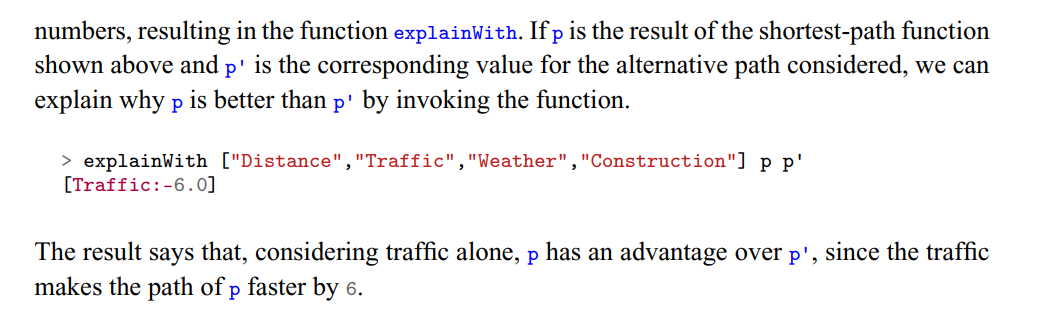 numbers, resulting in the function explainWith. If p is the result of the shortest-path function
shown above and p' is the corresponding value for the alternative path considered, we can
explain why p is better than p' by invoking the function.
> explainWith ["Distance","Traffic","Weather","Construction"] p p'
[Traffic:-6.0]
The result says that, considering traffic alone, p has an advantage over p', since the traffic
makes the path of p faster by 6.